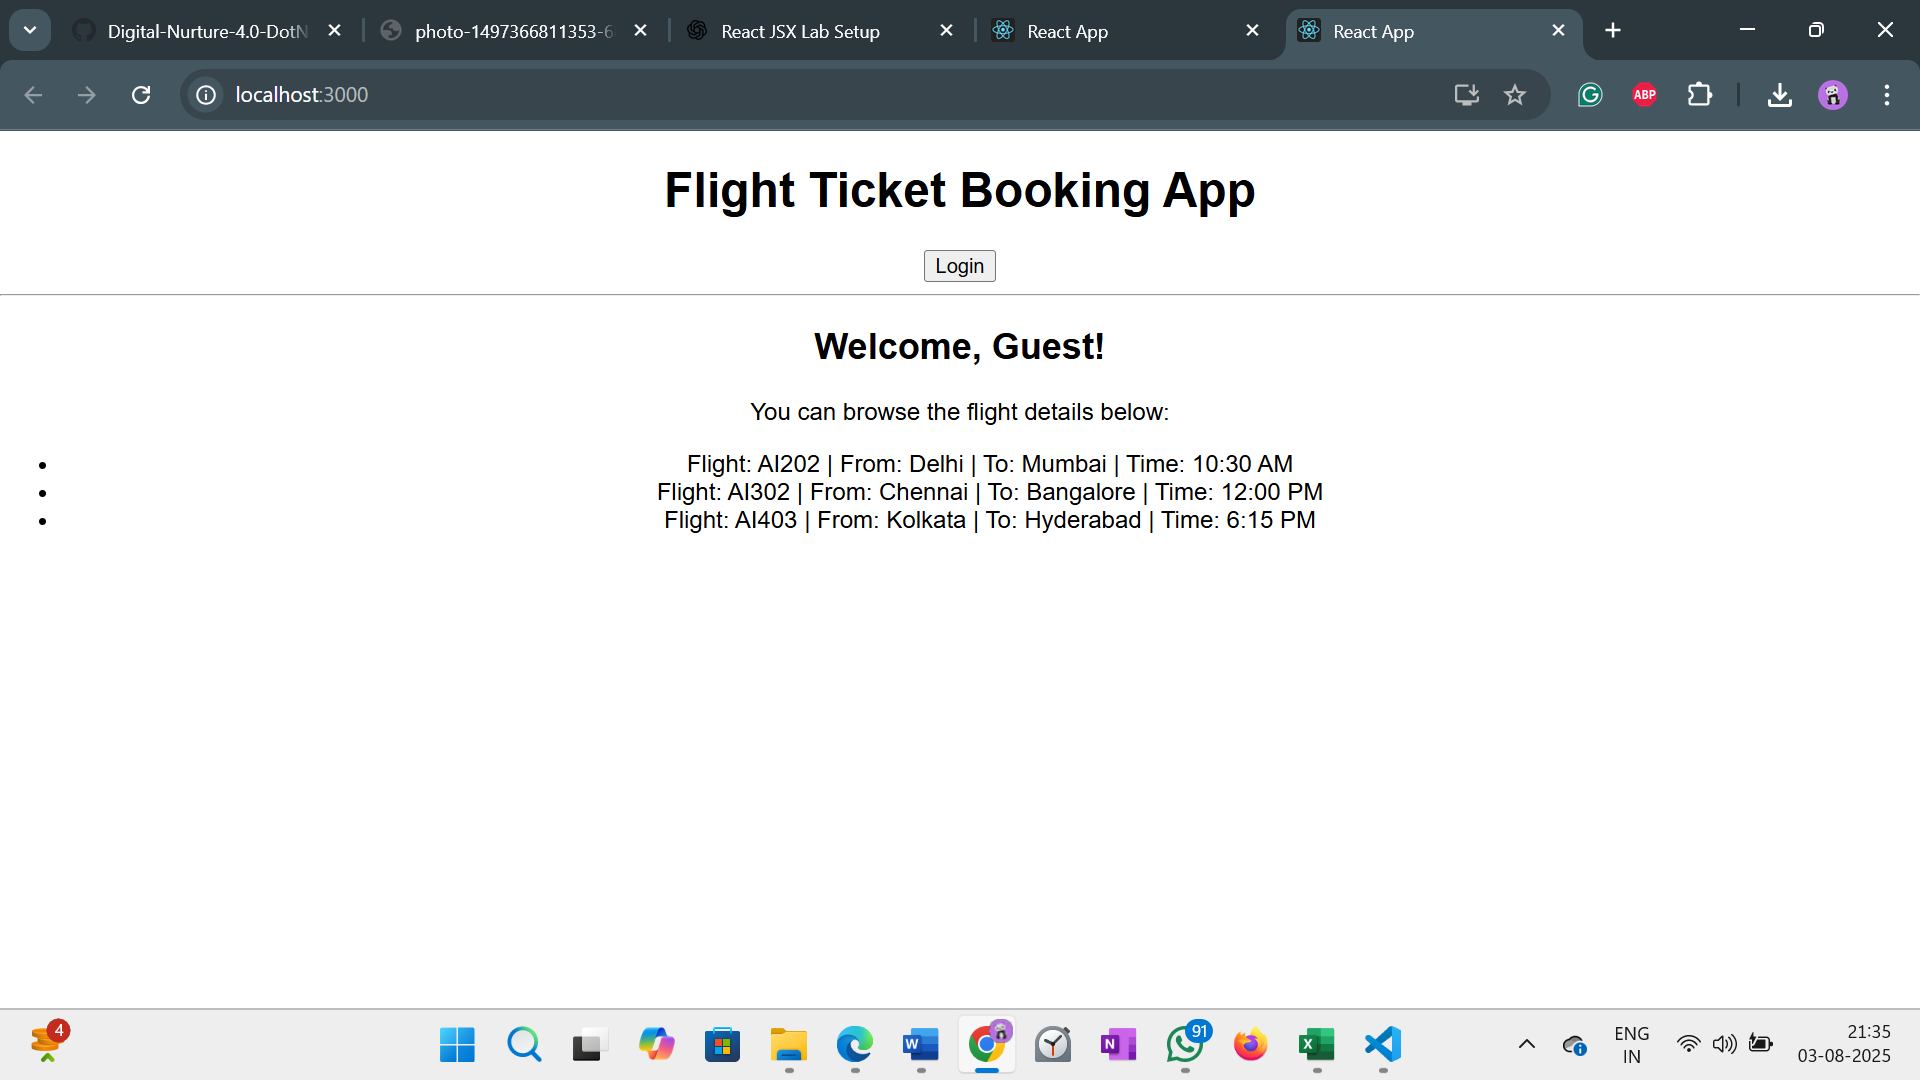 Digital-Nurture-4.0-DotN
photo-1497366811353-6
React JSX Lab Setup
React App
React App
localhost:3000
ABP
Flight Ticket Booking App
Login
Welcome, Guest!
You can browse the flight details below:
• Flight: AI202 | From: Delhi | To: Mumbai | Time: 10:30 AM
• Flight: AI302 | From: Chennai | To: Bangalore | Time: 12:00 PM
• Flight: AI403 | From: Kolkata | To: Hyderabad | Time: 6:15 PM
4
91
ENG
IN
21:35
03-08-2025